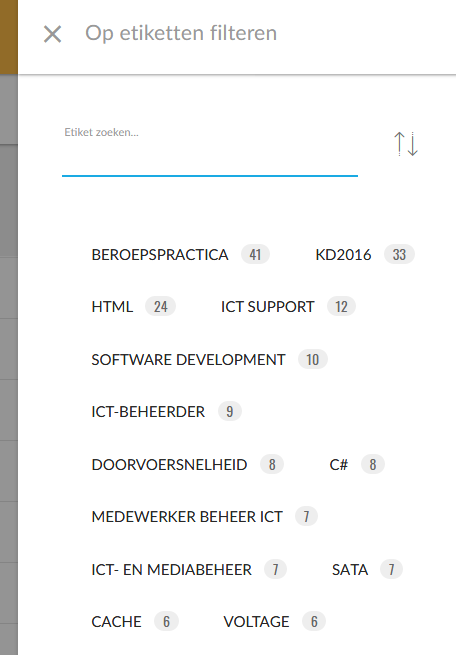 Op etiketten filteren
Etiket zoeken...
BEROEPSPRACTICA 41 KD2016 33
HTML 24 ICT SUPPORT 12
SOFTWARE DEVELOPMENT 10
ICT-BEHEERDER 9
DOORVOERSNELHEID 8 C# 8
MEDEWERKER BEHEER ICT 7
ICT- EN MEDIABEHEER 7 SATA 7
CACHE 6 VOLTAGE 6